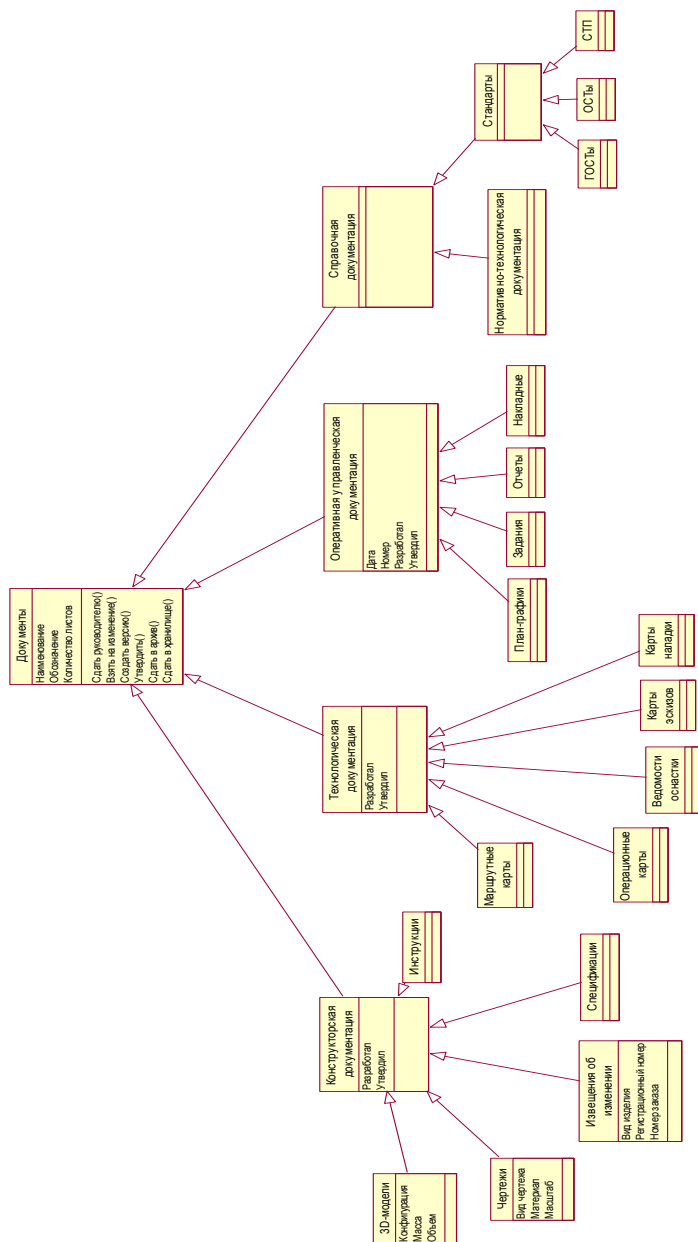 Документы
Наименование
Обозначение
Количество листов
Сдать руководителю()
Взять на изменение()
Создать версию()
Утвердить()
Сдать в архив()
Сдать в хранилище()
Конструкторская
документация
Разработал
Утвердил
Технологическая
документация
Разработал
Утвердил
Оперативная управленческая
документация
Дата
Номер
Разработал
Утвердил
Справочная
документация
3D-модели
Конфигурация
Масса
Объем
Чертежи
Вид чертежа
Материал
Масштаб
Извещения об
изменении
Вид изделия
Регистрационный номер
Номер заказа
Спецификации
Инструкции
Маршрутные
карты
Операционные
карты
Ведомости
оснастки
Карты
эскизов
Карты
наладки
План-графики
Задания
Отчеты
Накладные
Нормативно-технологическая
документация
Стандарты
ГОСТы
ОСТы
СТП